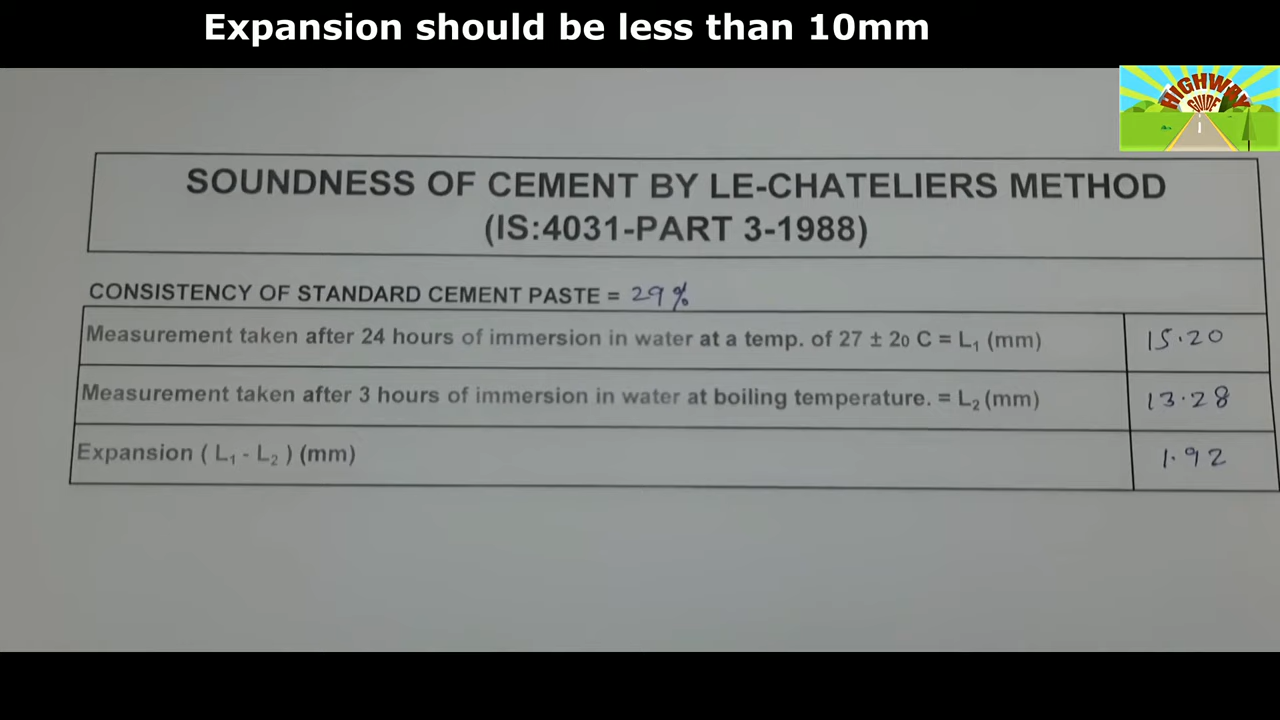 Expansion should be less than 10mm
HIGHWAY
GUIDE
SOUNDNESS OF CEMENT BY LE-CHATELIERS METHOD
(IS:4031-PART 3-1988)
CONSISTENCY OF STANDARD CEMENT PASTE = 29%
Measurement taken after 24 hours of immersion in water at a temp. of 27 ± 2o C = L₁ (mm) 15.20
Measurement taken after 3 hours of immersion in water at boiling temperature. = L₂ (mm) 13.28
Expansion ( L₁ - L₂ ) (mm) 1.92